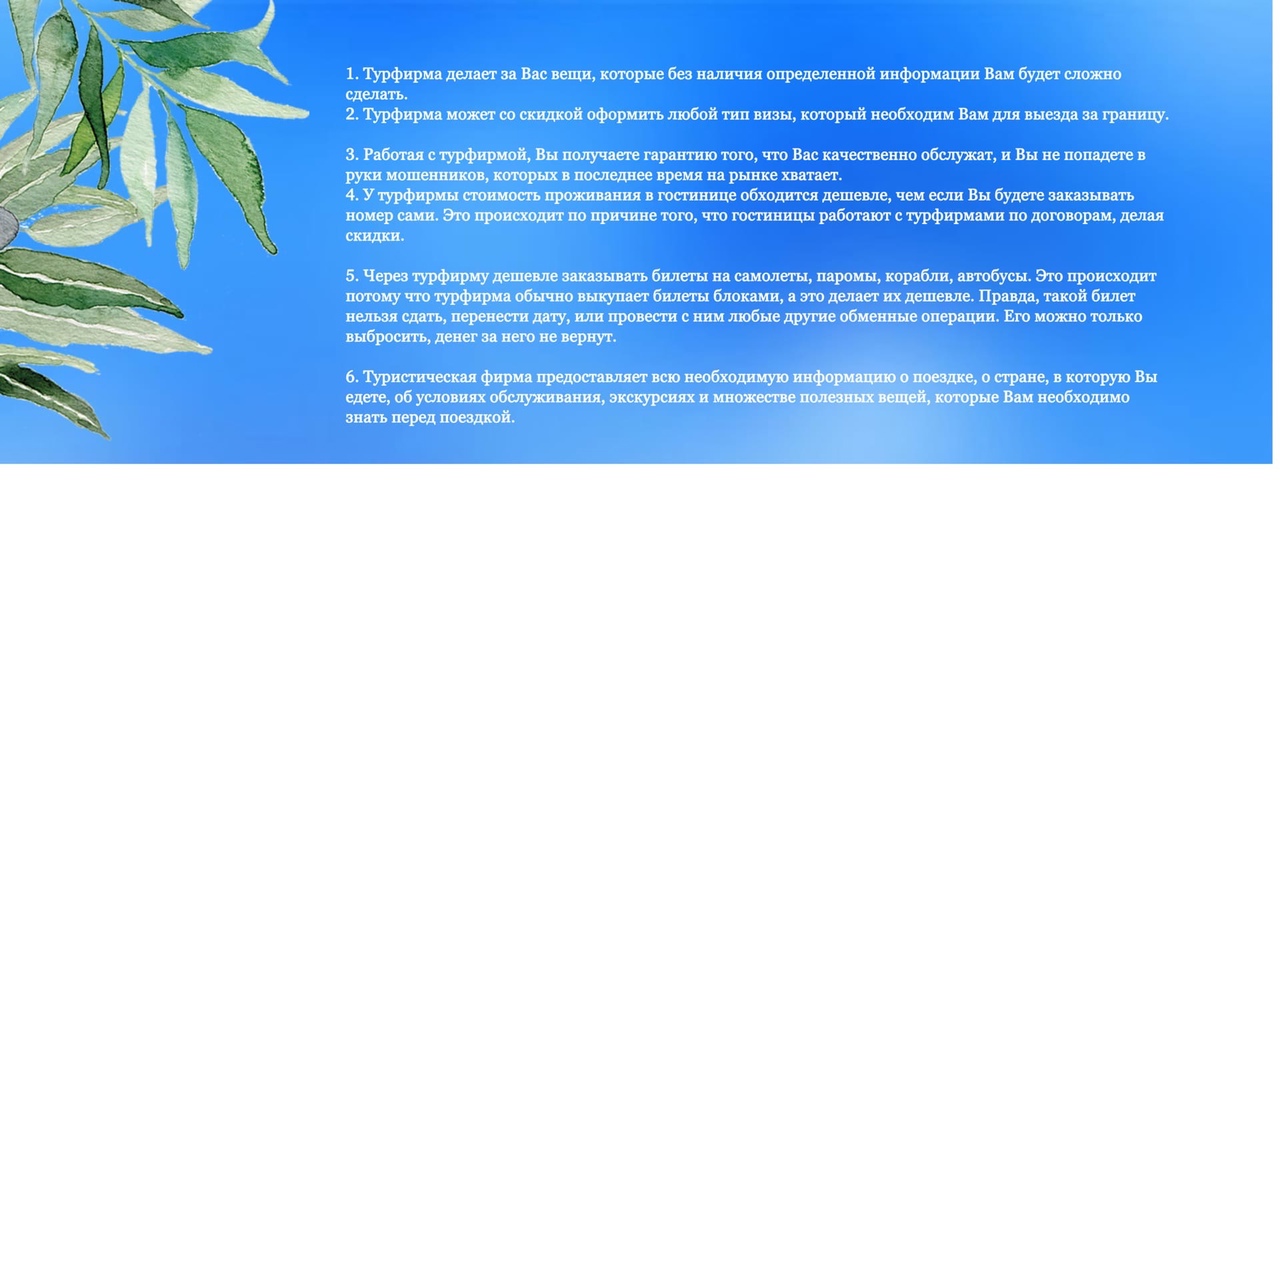 1. Турфирма делает за Вас вещи, которые без наличия определенной информации Вам будет сложно
сделать.
2. Турфирма может со скидкой оформить любой тип визы, который необходим Вам для выезда за границу.
3. Работая с турфирмой, Вы получаете гарантию того, что Вас качественно обслужат, и Вы не попадете в
руки мошенников, которых в последнее время на рынке хватает.
4. У турфирмы стоимость проживания в гостинице обходится дешевле, чем если Вы будете заказывать
номер сами. Это происходит по причине того, что гостиницы работают с турфирмами по договорам, делая
скидки.
5. Через турфирму дешевле заказывать билеты на самолеты, паромы, корабли, автобусы. Это происходит
потому что турфирма обычно выкупает билеты блоками, а это делает их дешевле. Правда, такой билет
нельзя сдать, перенести дату, или провести с ним любые другие обменные операции. Его можно только
выбросить, денег за него не вернут.
6. Туристическая фирма предоставляет всю необходимую информацию о поездке, о стране, в которую Вы
едете, об условиях обслуживания, экскурсиях и множестве полезных вещей, которые Вам необходимо
знать перед поездкой.